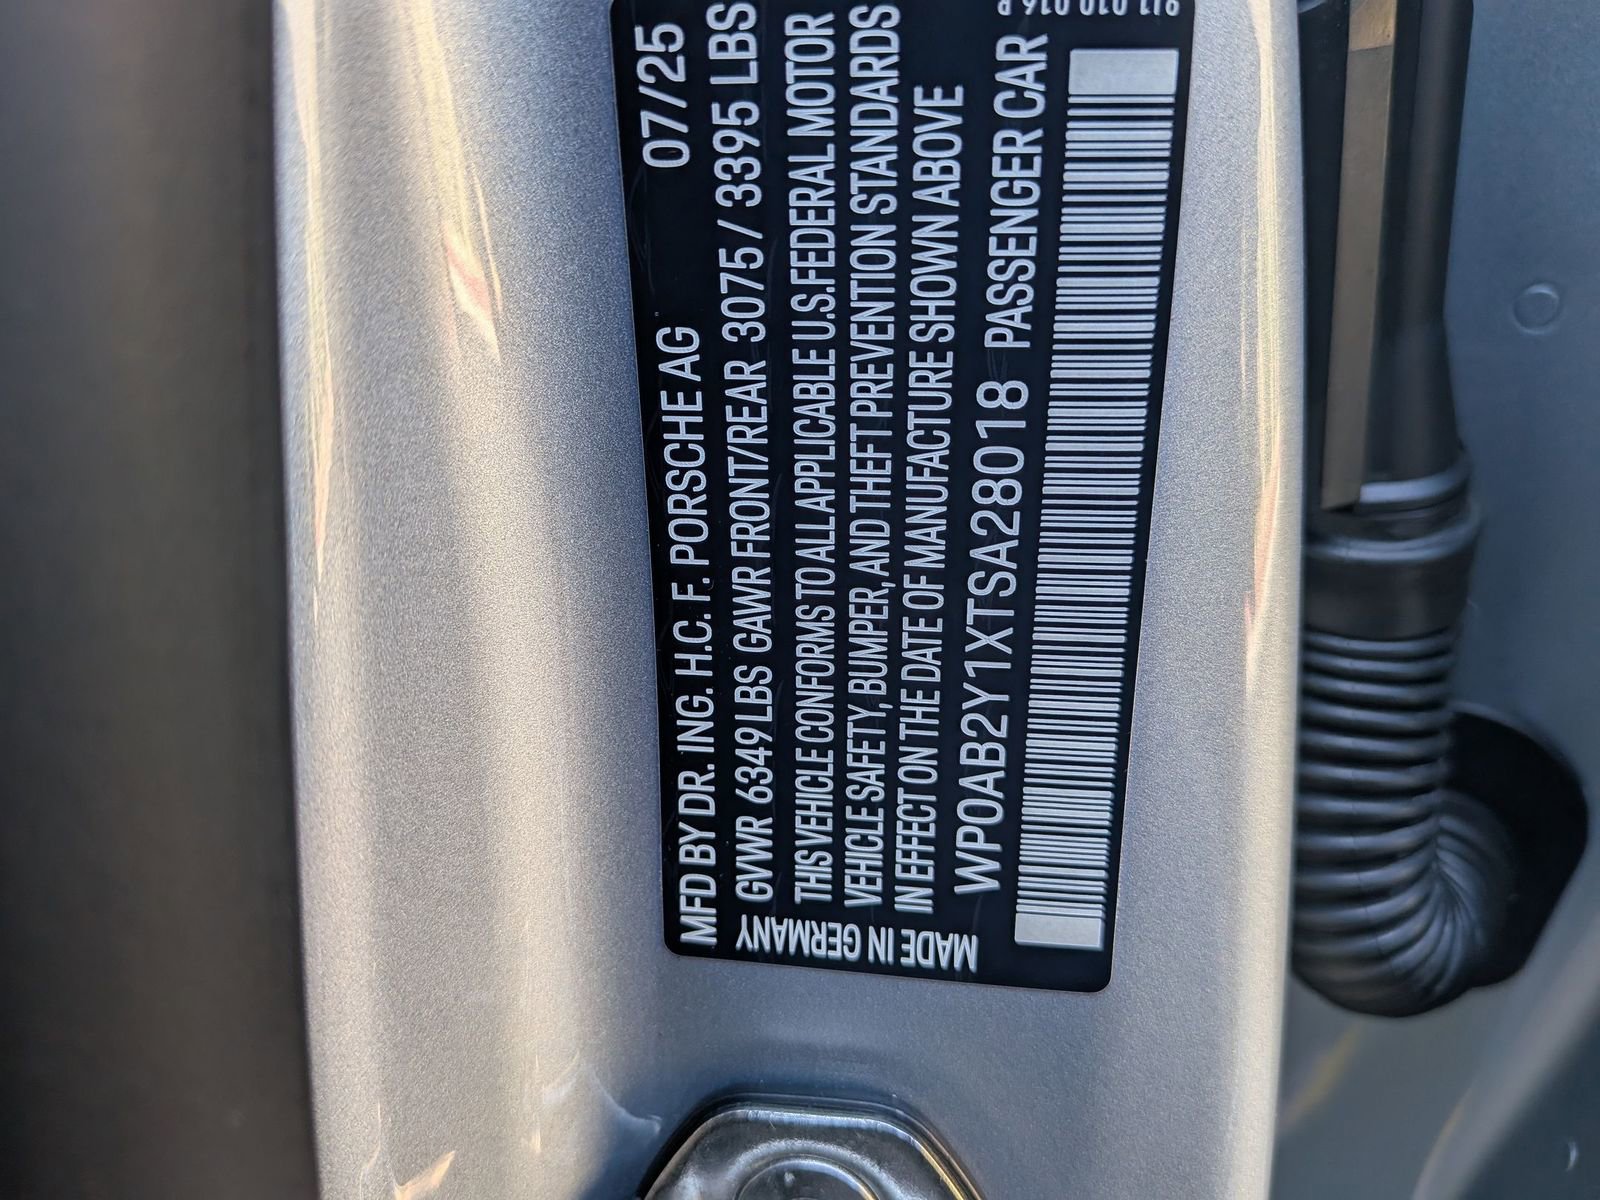 MFD BY DR. ING. H.C. F. PORSCHE AG 07/25
GVWR 6349 LBS GAWR FRONT/REAR 3075 / 3395 LBS
THIS VEHICLE CONFORMS TO ALL APPLICABLE U.S. FEDERAL MOTOR
VEHICLE SAFETY, BUMPER, AND THEFT PREVENTION STANDARDS
IN EFFECT ON THE DATE OF MANUFACTURE SHOWN ABOVE
WP0AB2Y1XTSA28018 PASSENGER CAR
MADE IN GERMANY